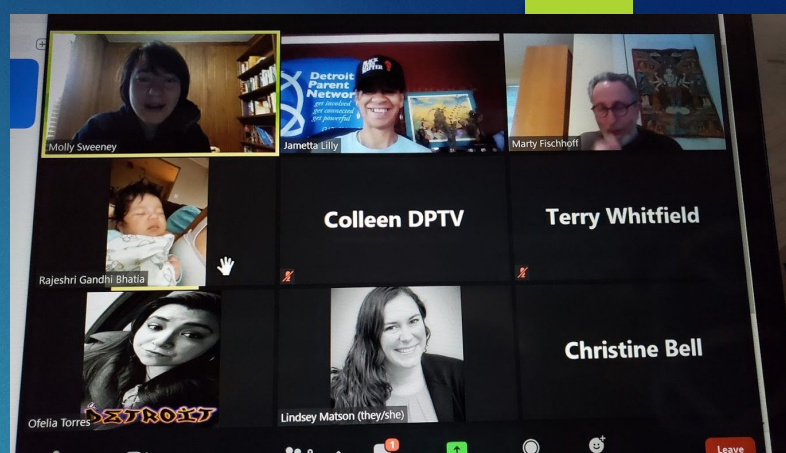 Molly Sweeney
Detroit
Parent
Network
get involved
get connected
get powerful
Jametta Lilly
Marty Fischhoff
Rajeshri Gandhi Bhatia
Colleen DPTV
Terry Whitfield
DETROIT
Ofelia Torres
Lindsey Matson (they/she)
Christine Bell
1
Leave